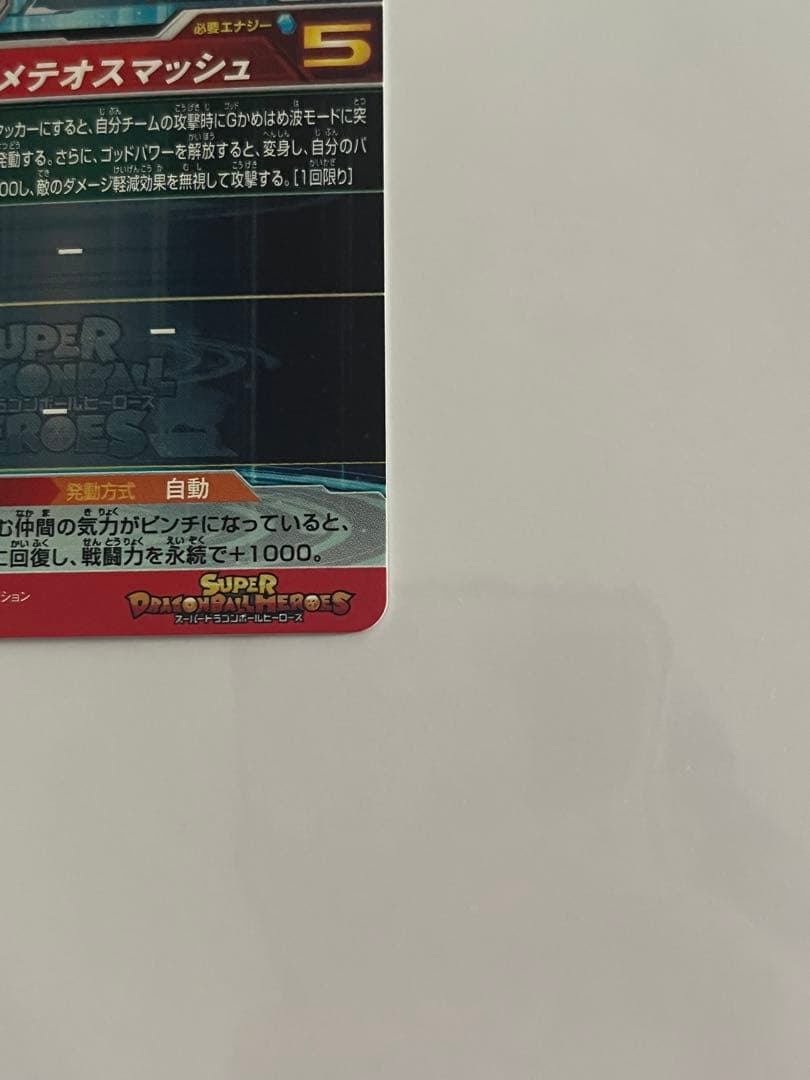 必要エナジー 5
メテオスマッシュ
ッカーにすると、自分チームの攻撃時にGかめはめ波モードに突
発動する。さらに、ゴッドパワーを解放すると、変身し、自分のパ
00し、敵のダメージ軽減効果を無視して攻撃する。[1回限り]
ー
ー
ー
SUPER
DRAGONBALL
ドラゴンボールヒーローズ
HEROES
発動方式 自動
む仲間の気力がピンチになっていると、
に回復し、戦闘力を永続で+1000。
ション
SUPER
DRAGONBALL HEROES
スーパードラゴンボールヒーローズ